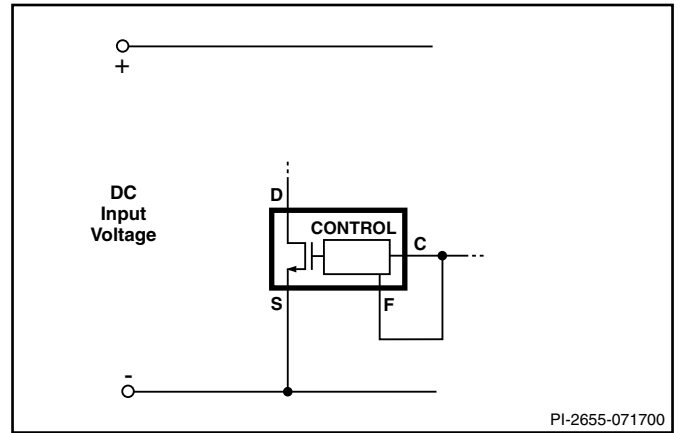 +
DC
Input
Voltage
D
CONTROL
C
S
F
-
PI-2655-071700